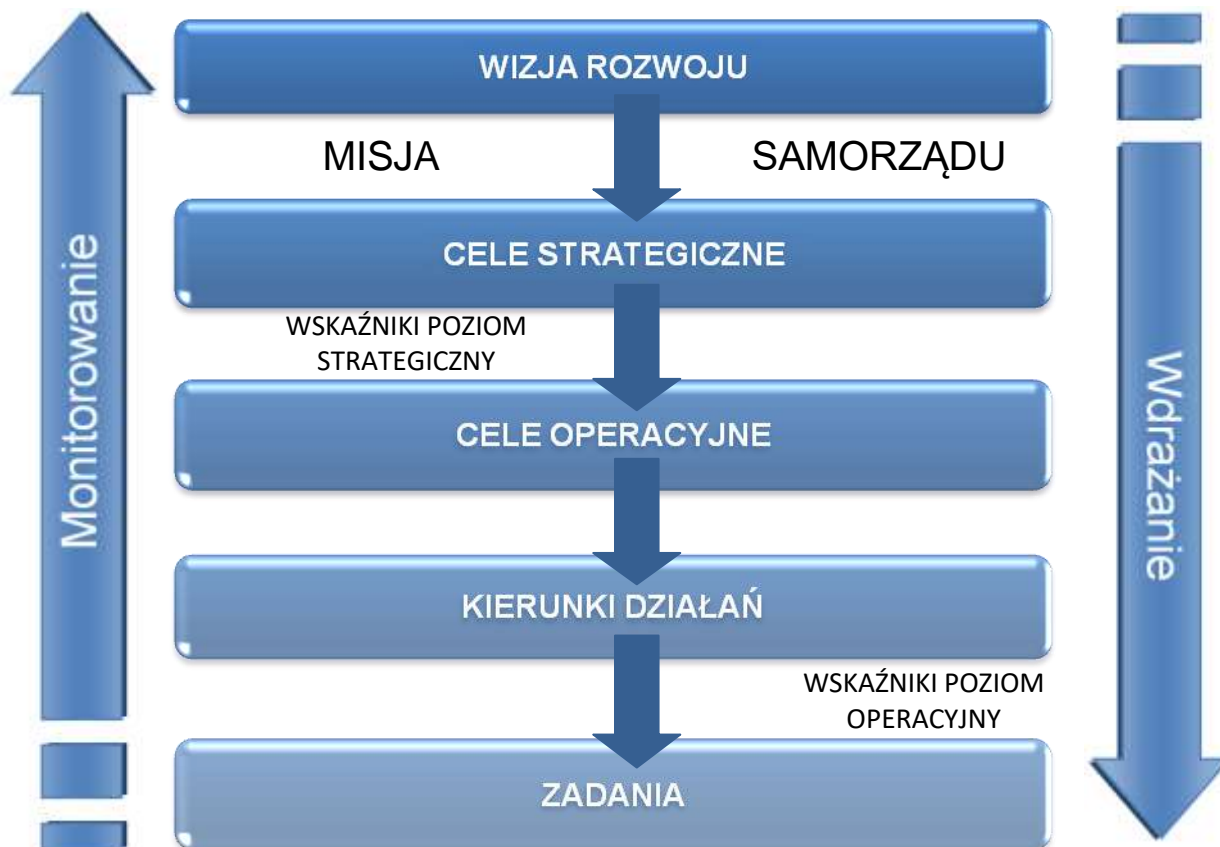 WIZJA ROZWOJU
MISJA SAMORZĄDU
CELE STRATEGICZNE
WSKAŹNIKI POZIOM
STRATEGICZNY
CELE OPERACYJNE
KIERUNKI DZIAŁAŃ
WSKAŹNIKI POZIOM
OPERACYJNY
ZADANIA
Monitorowanie
Wdrażanie